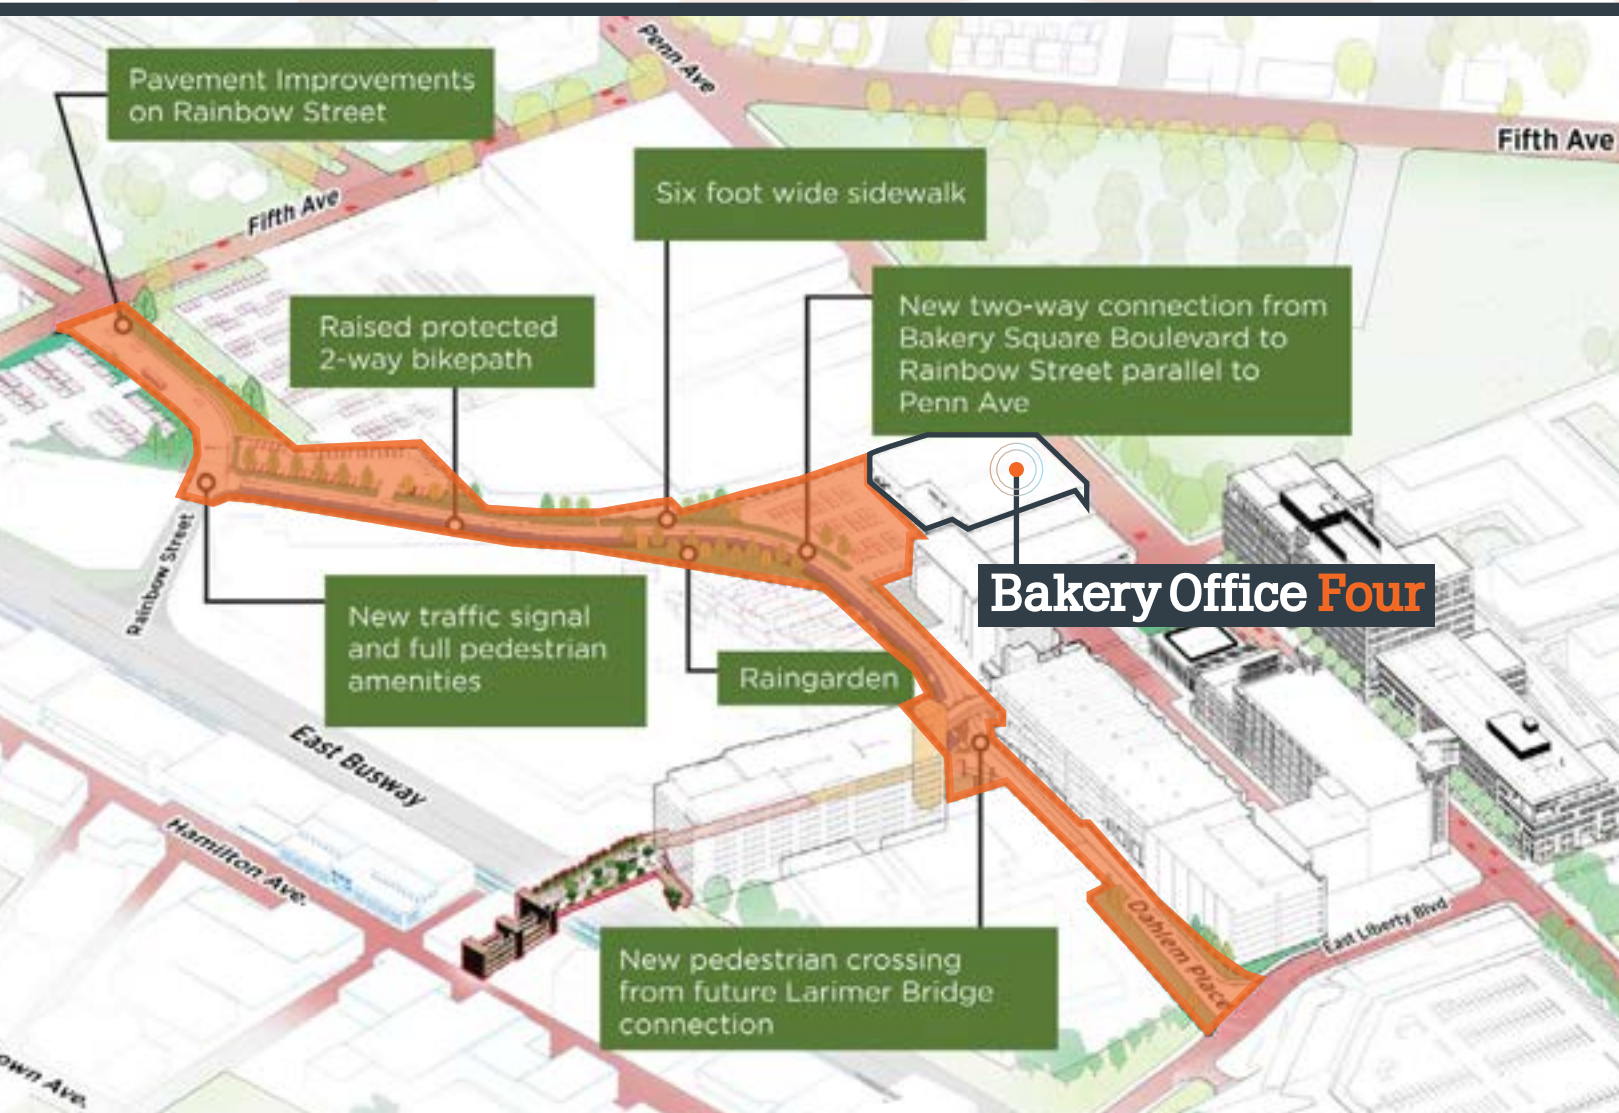 Penn Ave
Pavement Improvements
on Rainbow Street
Fifth Ave
Six foot wide sidewalk
Fifth Ave
New two-way connection from
Bakery Square Boulevard to
Rainbow Street parallel to
Penn Ave
Raised protected
2-way bikepath
Rainbow Street
Bakery Office Four
New traffic signal
and full pedestrian
amenities
Raingarden
East Busway
Hamilton Ave.
Dahlem Place
East Liberty Blvd
New pedestrian crossing
from future Larimer Bridge
connection
own Ave.